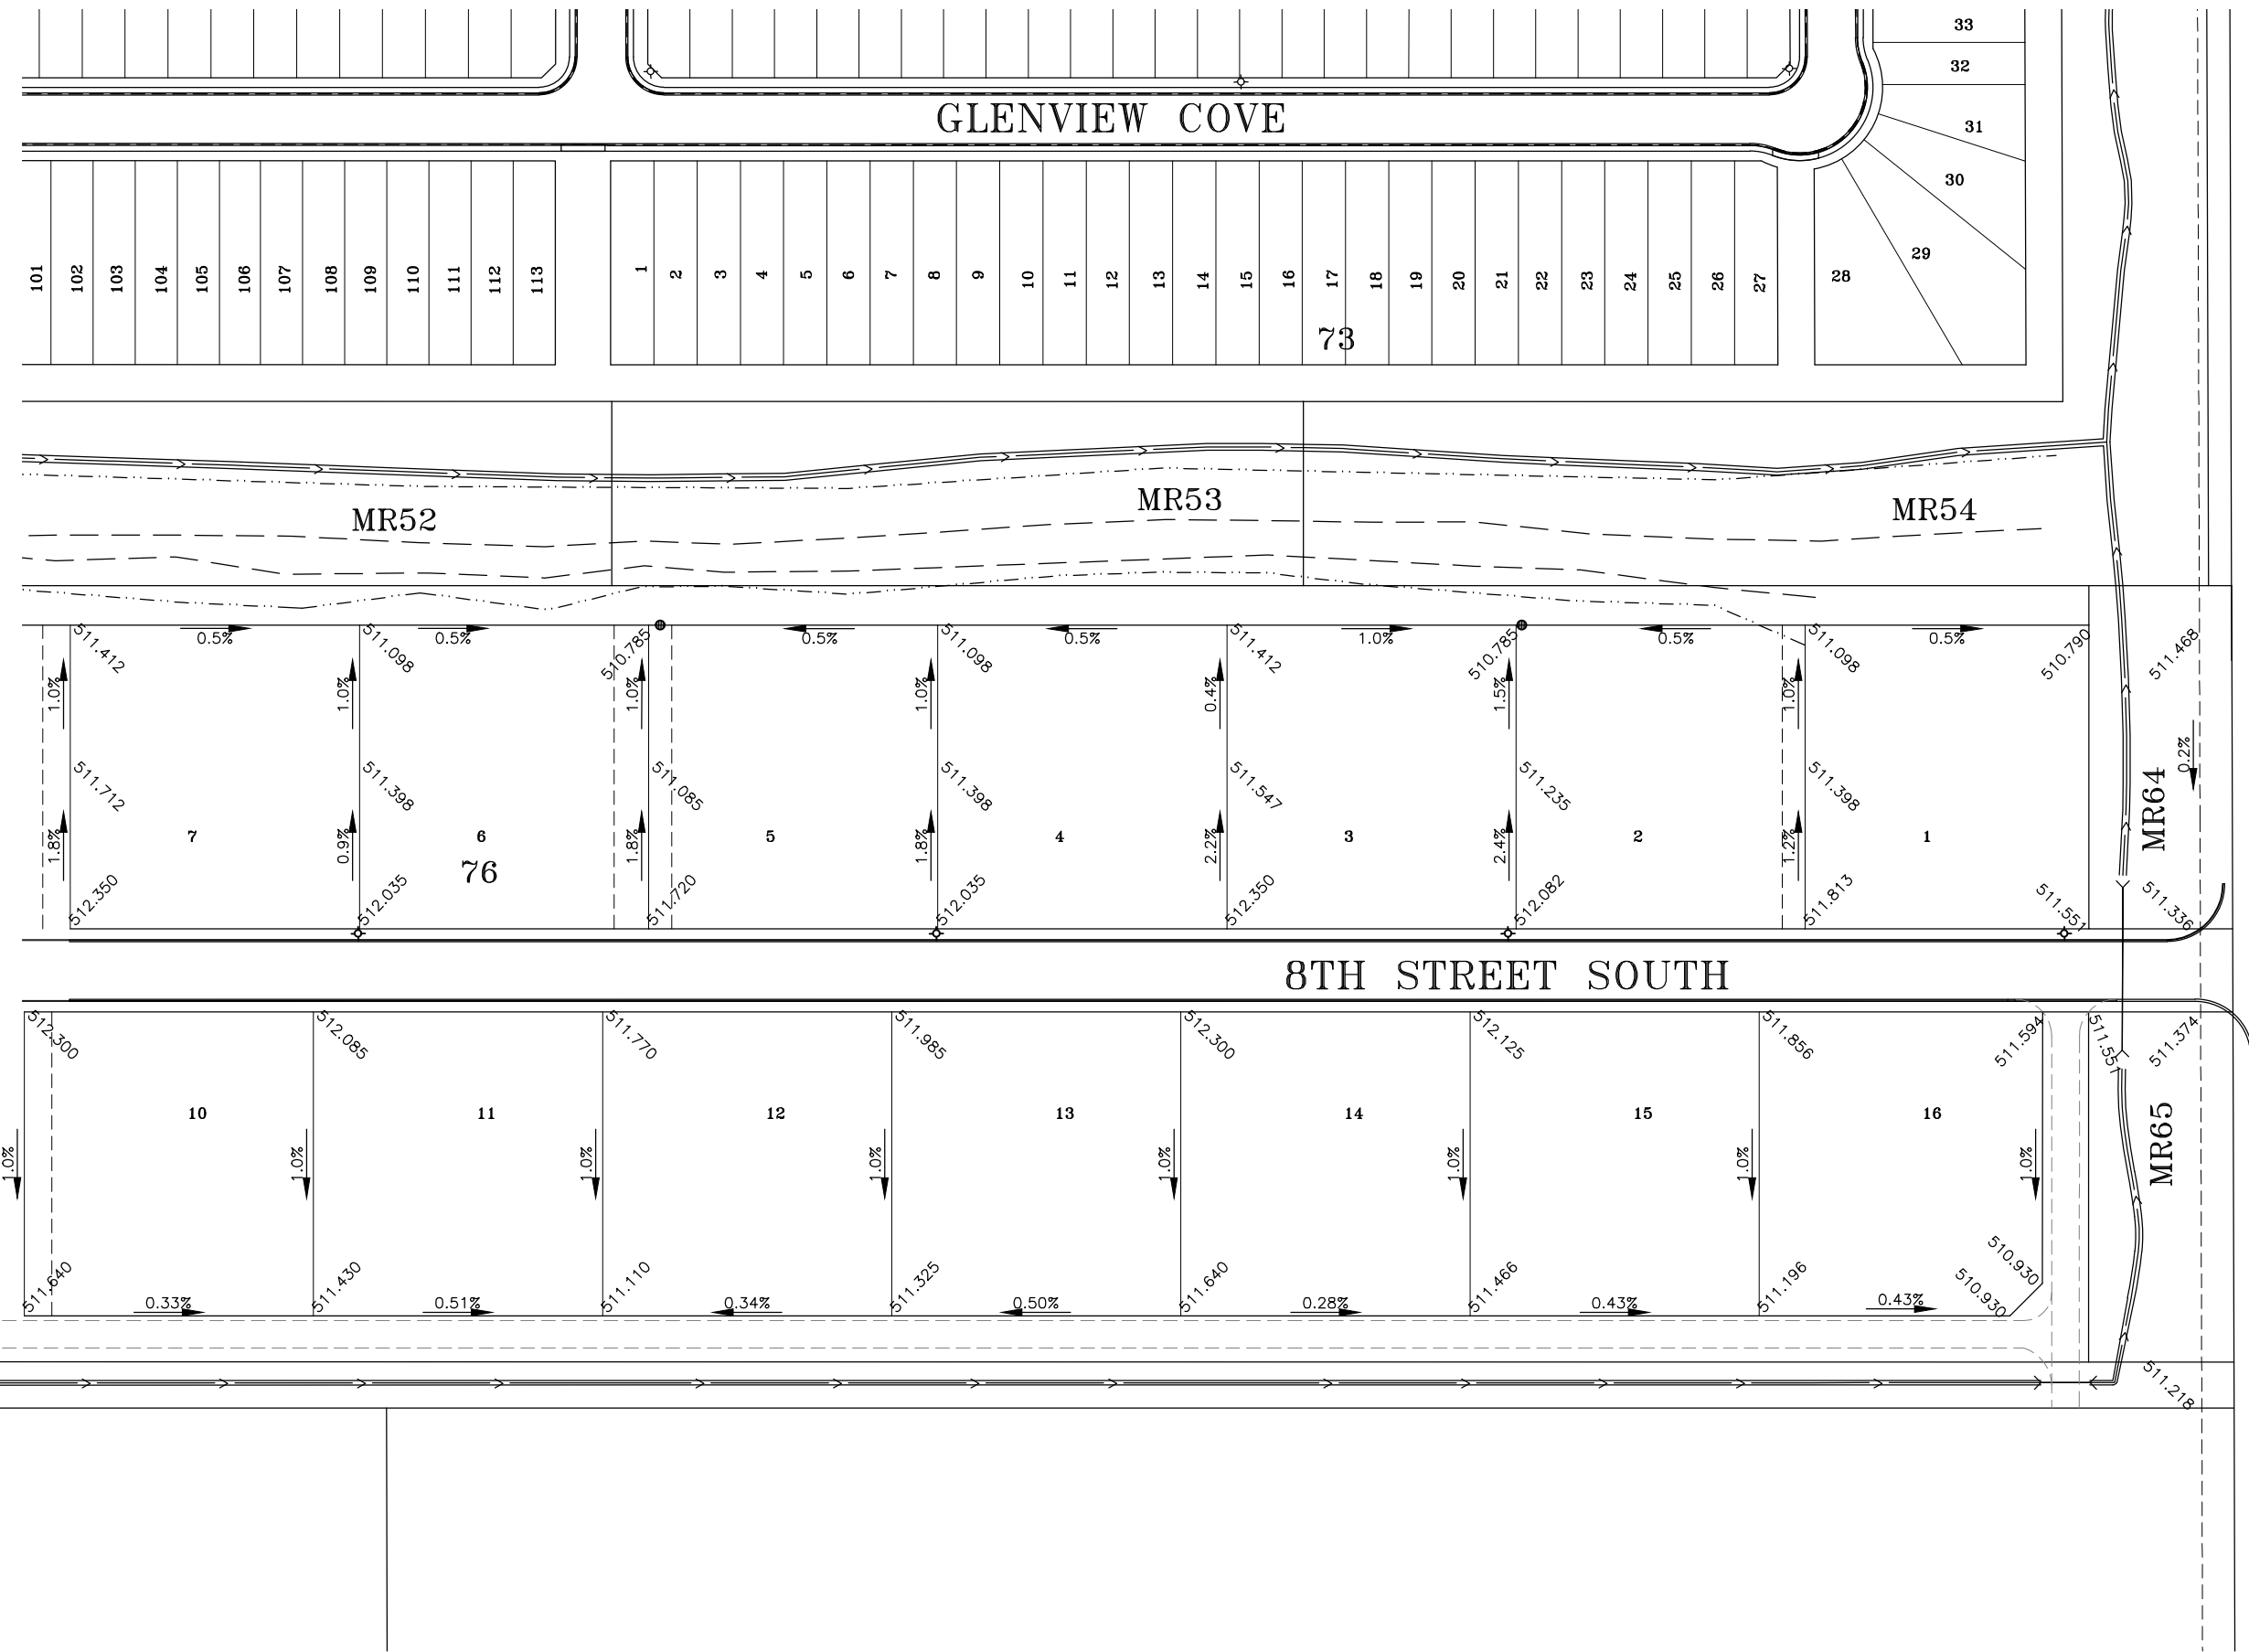 33
32
31
30
29
28
GLENVIEW COVE
101 102 103 104 105 106 107 108 109 110 111 112 113
1 2 3 4 5 6 7 8 9 10 11 12 13 14 15 16 17 18 19 20 21 22 23 24 25 26 27
73
MR52 MR53 MR54
0.5% 0.5% 0.5% 0.5% 1.0% 0.5% 0.5%
511.412 511.098 510.785 511.098 511.412 510.785 511.098 510.790 511.468
1.0% 1.0% 1.0% 1.0% 0.4% 1.5% 1.0%
0.2%
511.712 511.398 511.085 511.398 511.547 511.235 511.398
MR64
1.8% 0.9% 1.8% 1.8% 2.2% 2.4% 1.2%
7 6 5 4 3 2 1
76
512.350 512.035 511.720 512.035 512.350 512.082 511.813 511.551 511.336
8TH STREET SOUTH
512.300 512.085 511.770 511.985 512.300 512.125 511.856 511.594 511.551 511.374
10 11 12 13 14 15 16
MR65
1.0% 1.0% 1.0% 1.0% 1.0% 1.0% 1.0% 1.0%
510.930
511.640 511.430 511.110 511.325 511.640 511.466 511.196 510.930
0.33% 0.51% 0.34% 0.50% 0.28% 0.43% 0.43%
511.218